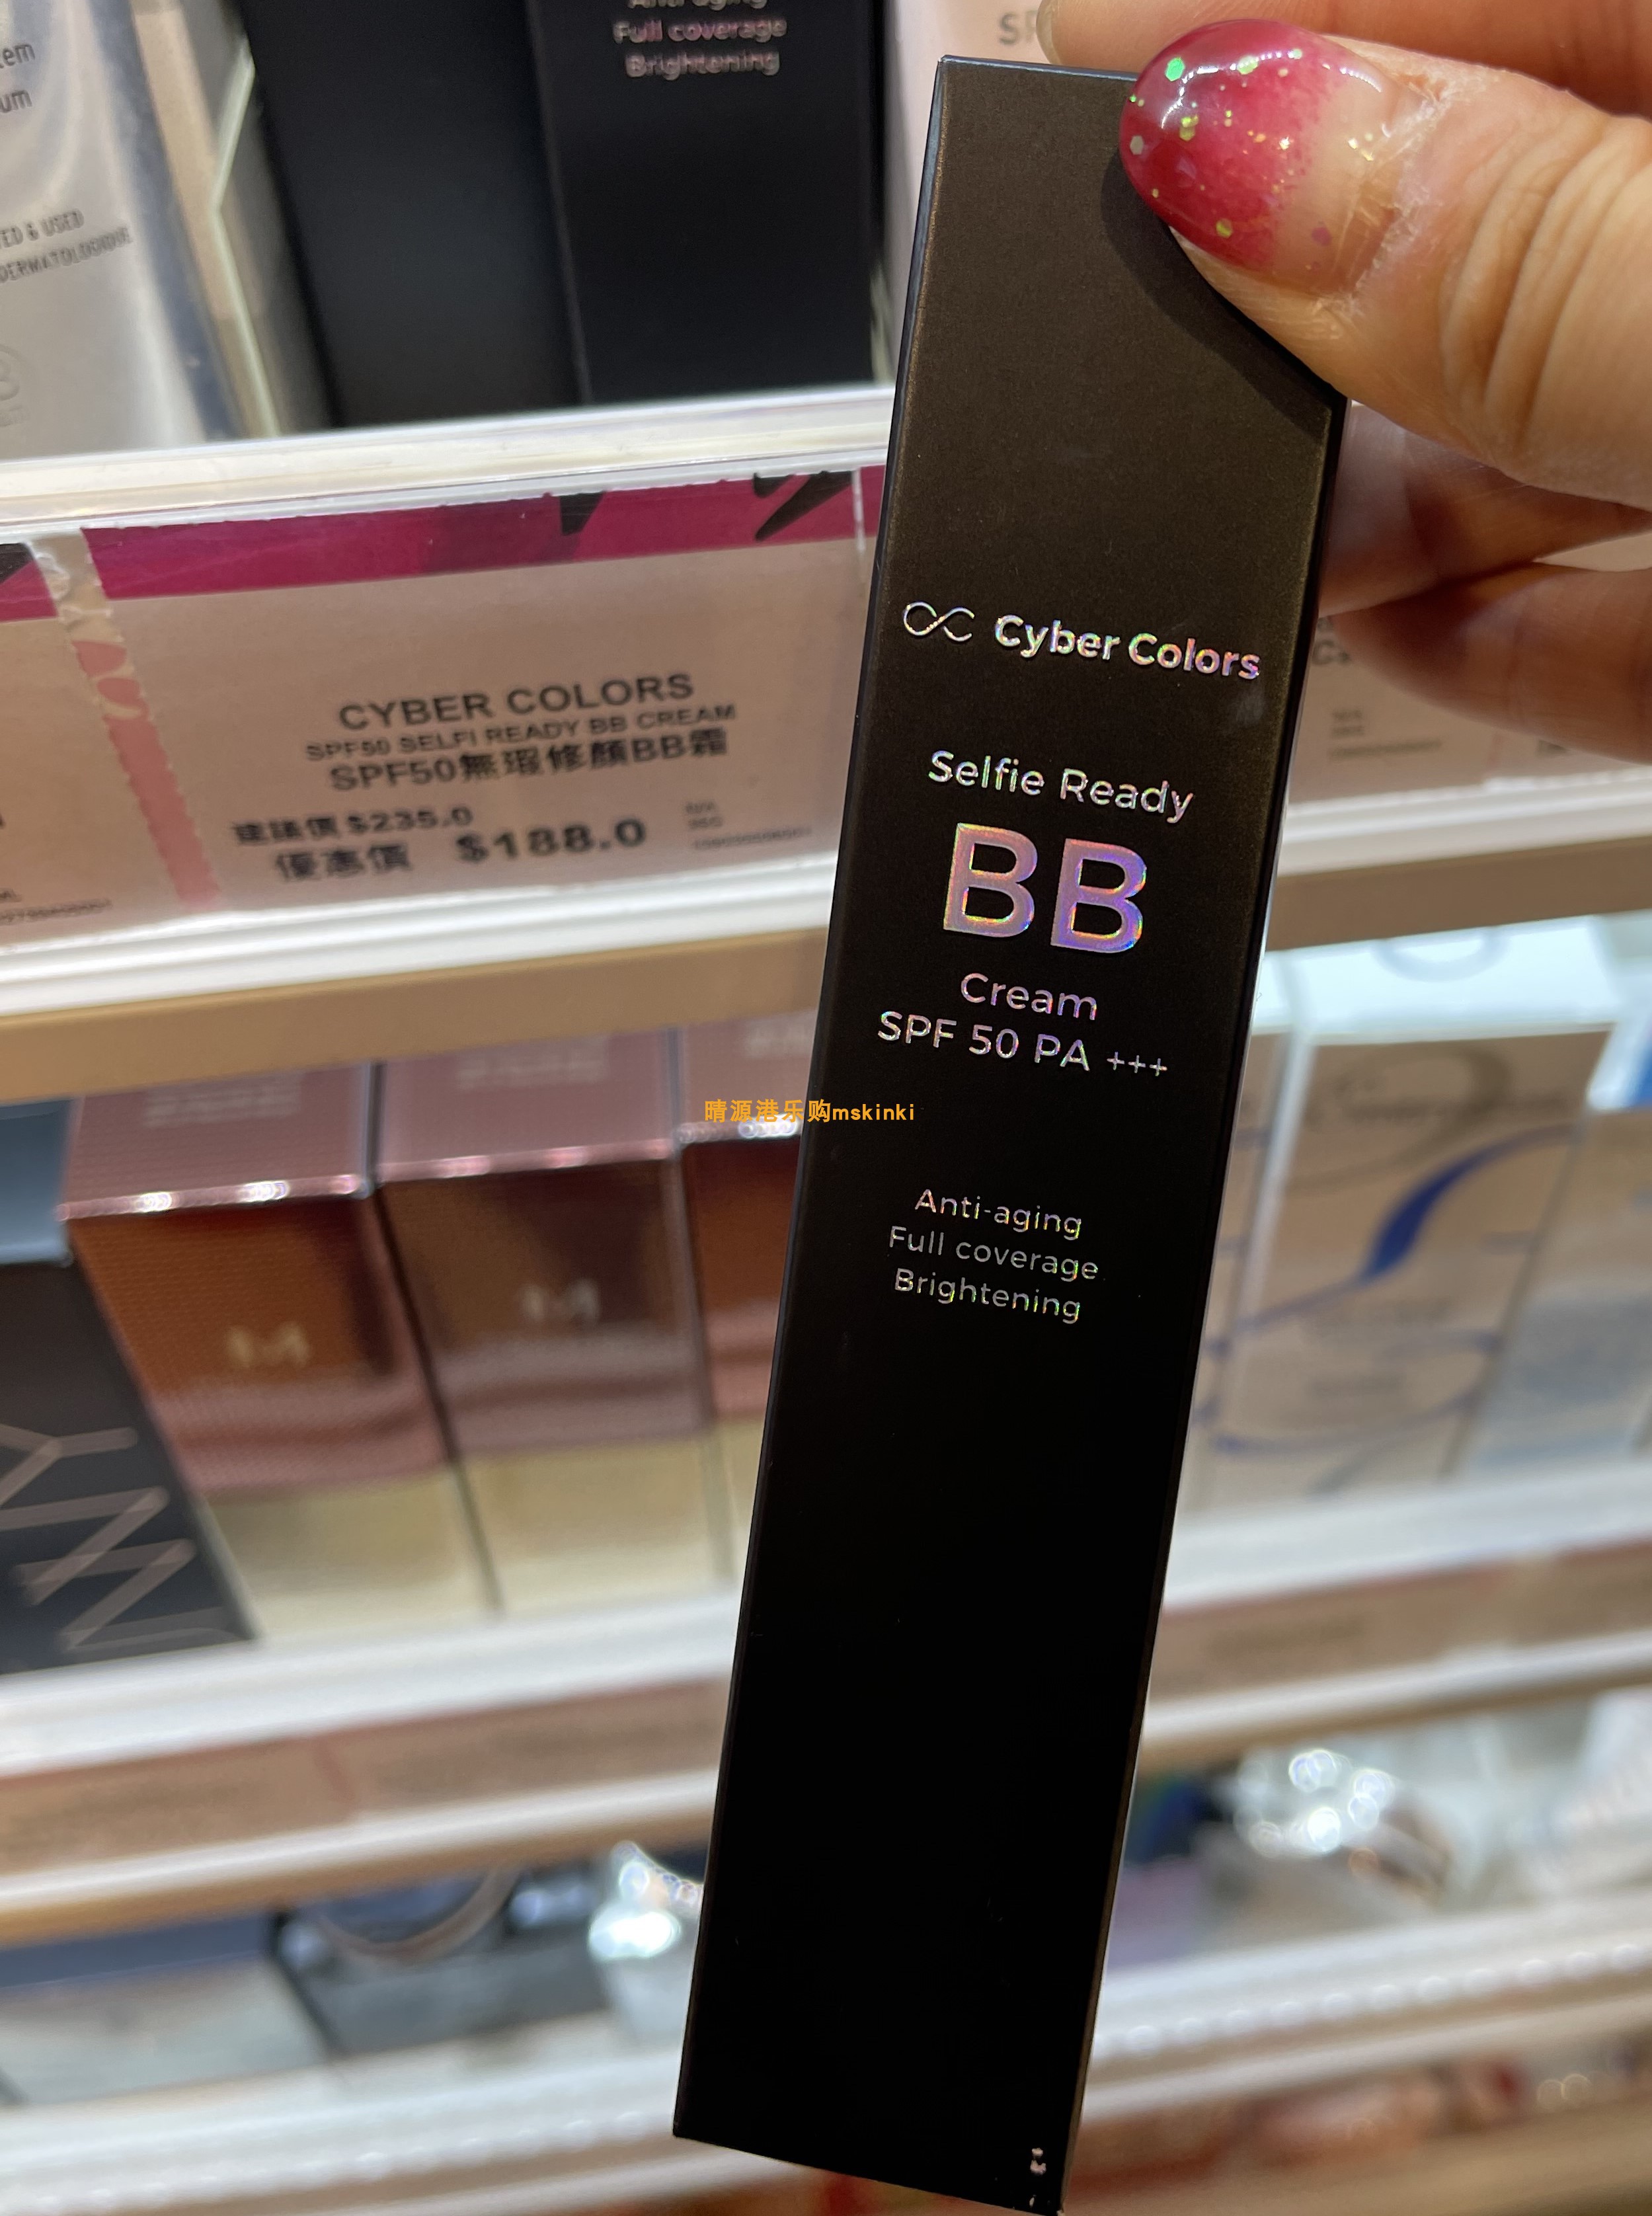 Full coverage
Brightening
CYBER COLORS
SPF50 SELFI READY BB CREAM
SPF50無瑕修顏BB霜
建議價 $235.0
優惠價 $188.0
Cyber Colors
Selfie Ready
BB
Cream
SPF 50 PA +++
晴源港乐购mskinki
Anti-aging
Full coverage
Brightening